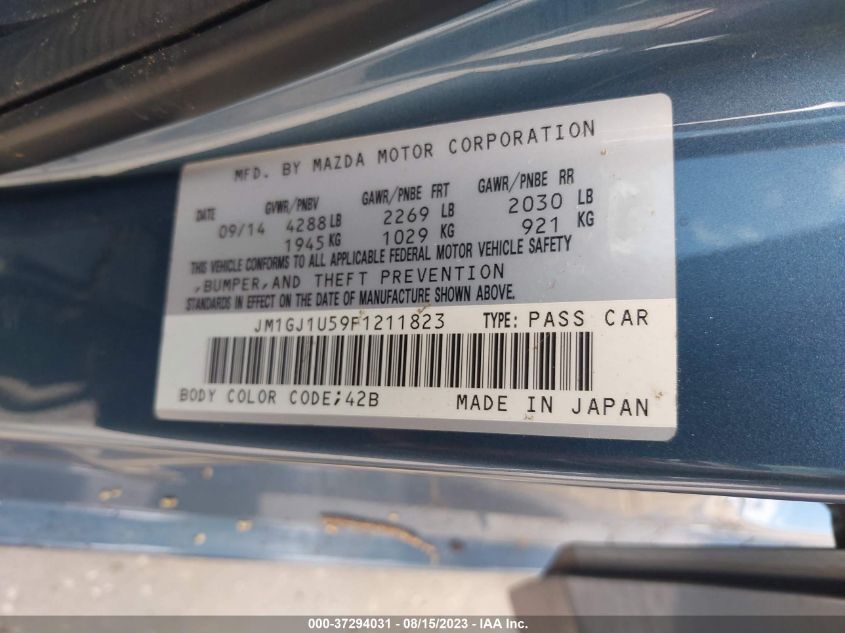 MFD. BY MAZDA MOTOR CORPORATION
DATE GVWR/PNBV GAWR/PNBE FRT GAWR/PNBE RR
09/14 4288 LB 2269 LB 2030 LB
1945 KG 1029 KG 921 KG
THIS VEHICLE CONFORMS TO ALL APPLICABLE FEDERAL MOTOR VEHICLE SAFETY
,BUMPER,AND THEFT PREVENTION
STANDARDS IN EFFECT ON THE DATE OF MANUFACTURE SHOWN ABOVE.
JM1GJ1U59F1211823 TYPE: PASS CAR
BODY COLOR CODE;42B MADE IN JAPAN
000-37294031 - 08/15/2023 - IAA Inc.